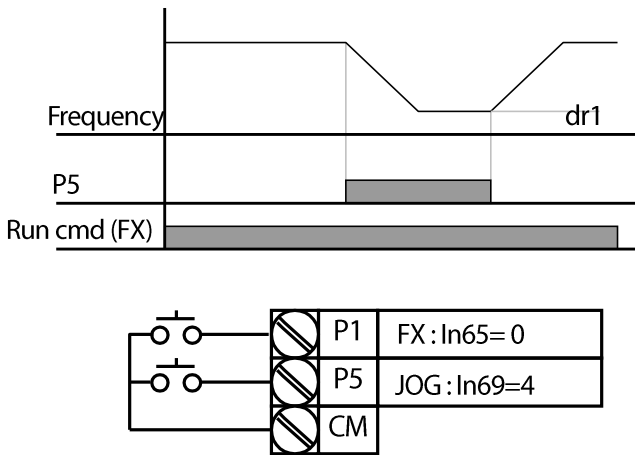 Frequency
dr1
P5
Run cmd (FX)
P1 FX : In65= 0
P5 JOG : In69=4
CM